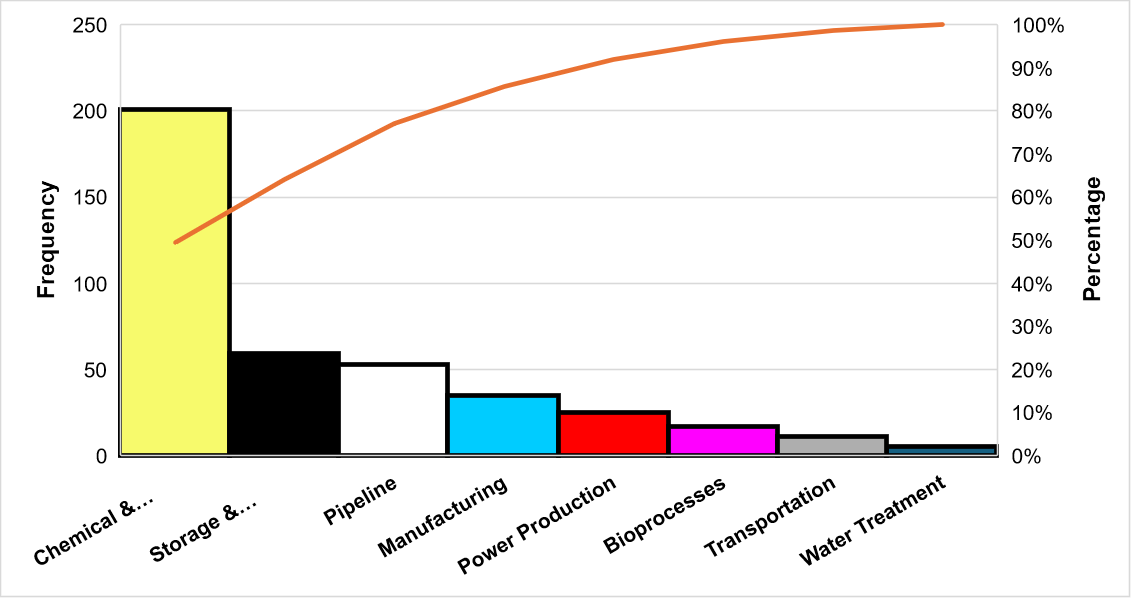 250
200
150
100
50
0
Frequency
100%
90%
80%
70%
60%
50%
40%
30%
20%
10%
0%
Percentage
Chemical &...
Storage &...
Pipeline
Manufacturing
Power Production
Bioprocesses
Transportation
Water Treatment